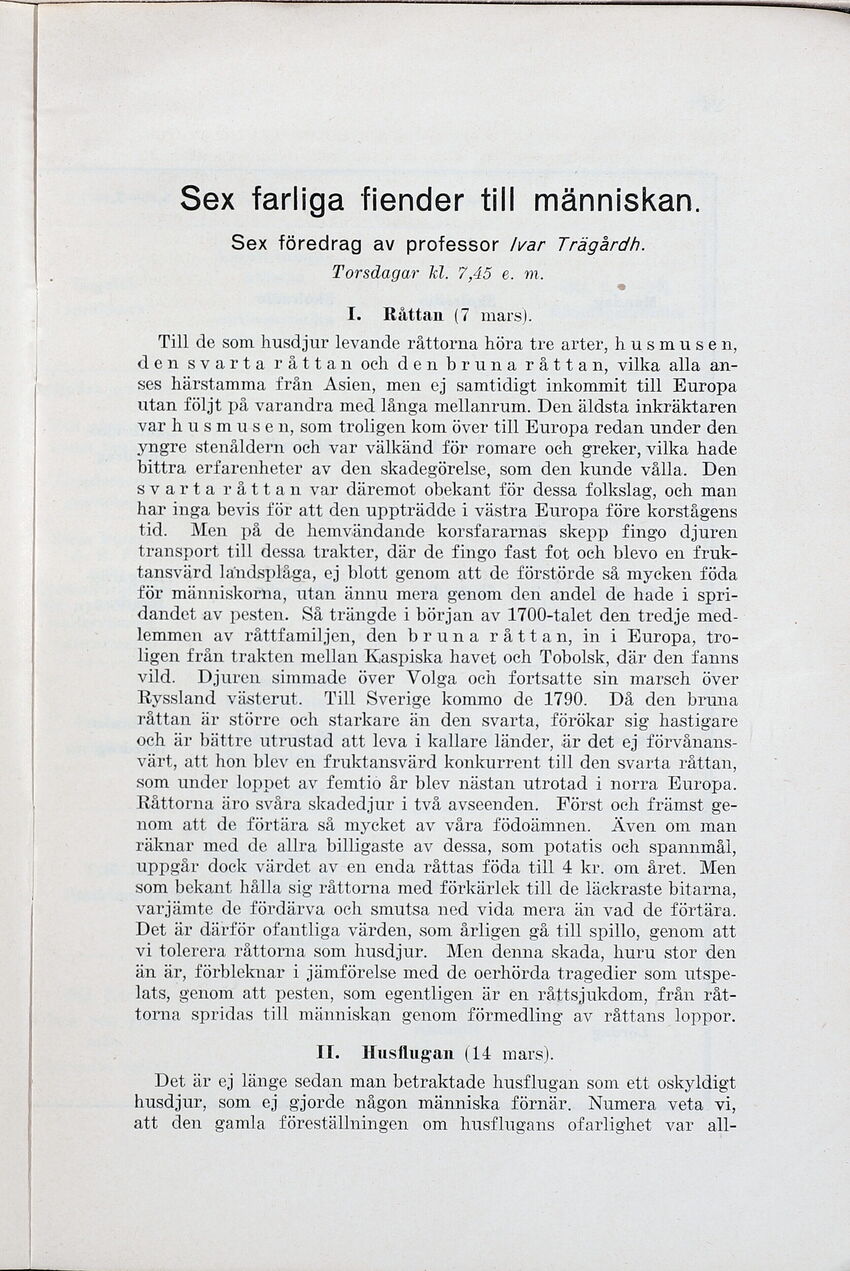 Sex farliga fiender till människan.
Sex föredrag av professor Ivar Trägårdh.
Torsdagar kl. 7,45 e. m.
I. Råttan (7 mars).
Till de som husdjur levande råttorna höra tre arter, husmusen,
den svarta råttan och den bruna råttan, vilka alla an-
ses härstamma från Asien, men ej samtidigt inkommit till Europa
utan följt på varandra med långa mellanrum. Den äldsta inkräktaren
var husmusen, som troligen kom över till Europa redan under den
yngre stenåldern och var välkänd för romare och greker, vilka hade
bittra erfarenheter av den skadegörelse, som den kunde vålla. Den
svarta råttan var däremot obekant för dessa folkslag, och man
har inga bevis för att den uppträdde i västra Europa före korstågens
tid. Men på de hemvändande korsfararnas skepp fingo djuren
transport till dessa trakter, där de fingo fast fot och blevo en fruk-
tansvärd landsplåga, ej blott genom att de förstörde så mycken föda
för människorna, utan ännu mera genom den andel de hade i spri-
dandet av pesten. Så trängde i början av 1700-talet den tredje med-
lemmen av råttfamiljen, den bruna råttan, in i Europa, tro-
ligen från trakten mellan Kaspiska havet och Tobolsk, där den fanns
vild. Djuren simmade över Volga och fortsatte sin marsch över
Ryssland västerut. Till Sverige kommo de 1790. Då den bruna
råttan är större och starkare än den svarta, förökar sig hastigare
och är bättre utrustad att leva i kallare länder, är det ej förvånans-
värt, att hon blev en fruktansvärd konkurrent till den svarta råttan,
som under loppet av femtio år blev nästan utrotad i norra Europa.
Råttorna äro svåra skadedjur i två avseenden. Först och främst ge-
nom att de förtära så mycket av våra födoämnen. Även om man
räknar med de allra billigaste av dessa, som potatis och spannmål,
uppgår dock värdet av en enda råttas föda till 4 kr. om året. Men
som bekant hålla sig råttorna med förkärlek till de läckraste bitarna,
varjämte de fördärva och smutsa ned vida mera än vad de förtära.
Det är därför ofantliga värden, som årligen gå till spillo, genom att
vi tolerera råttorna som husdjur. Men denna skada, huru stor den
än är, förbleknar i jämförelse med de oerhörda tragedier som utspe-
lats, genom att pesten, som egentligen är en råttsjukdom, från råt-
torna spridas till människan genom förmedling av råttans loppor.
II. Husflugan (14 mars).
Det är ej länge sedan man betraktade husflugan som ett oskyldigt
husdjur, som ej gjorde någon människa förnär. Numera veta vi,
att den gamla föreställningen om husflugans ofarlighet var all-